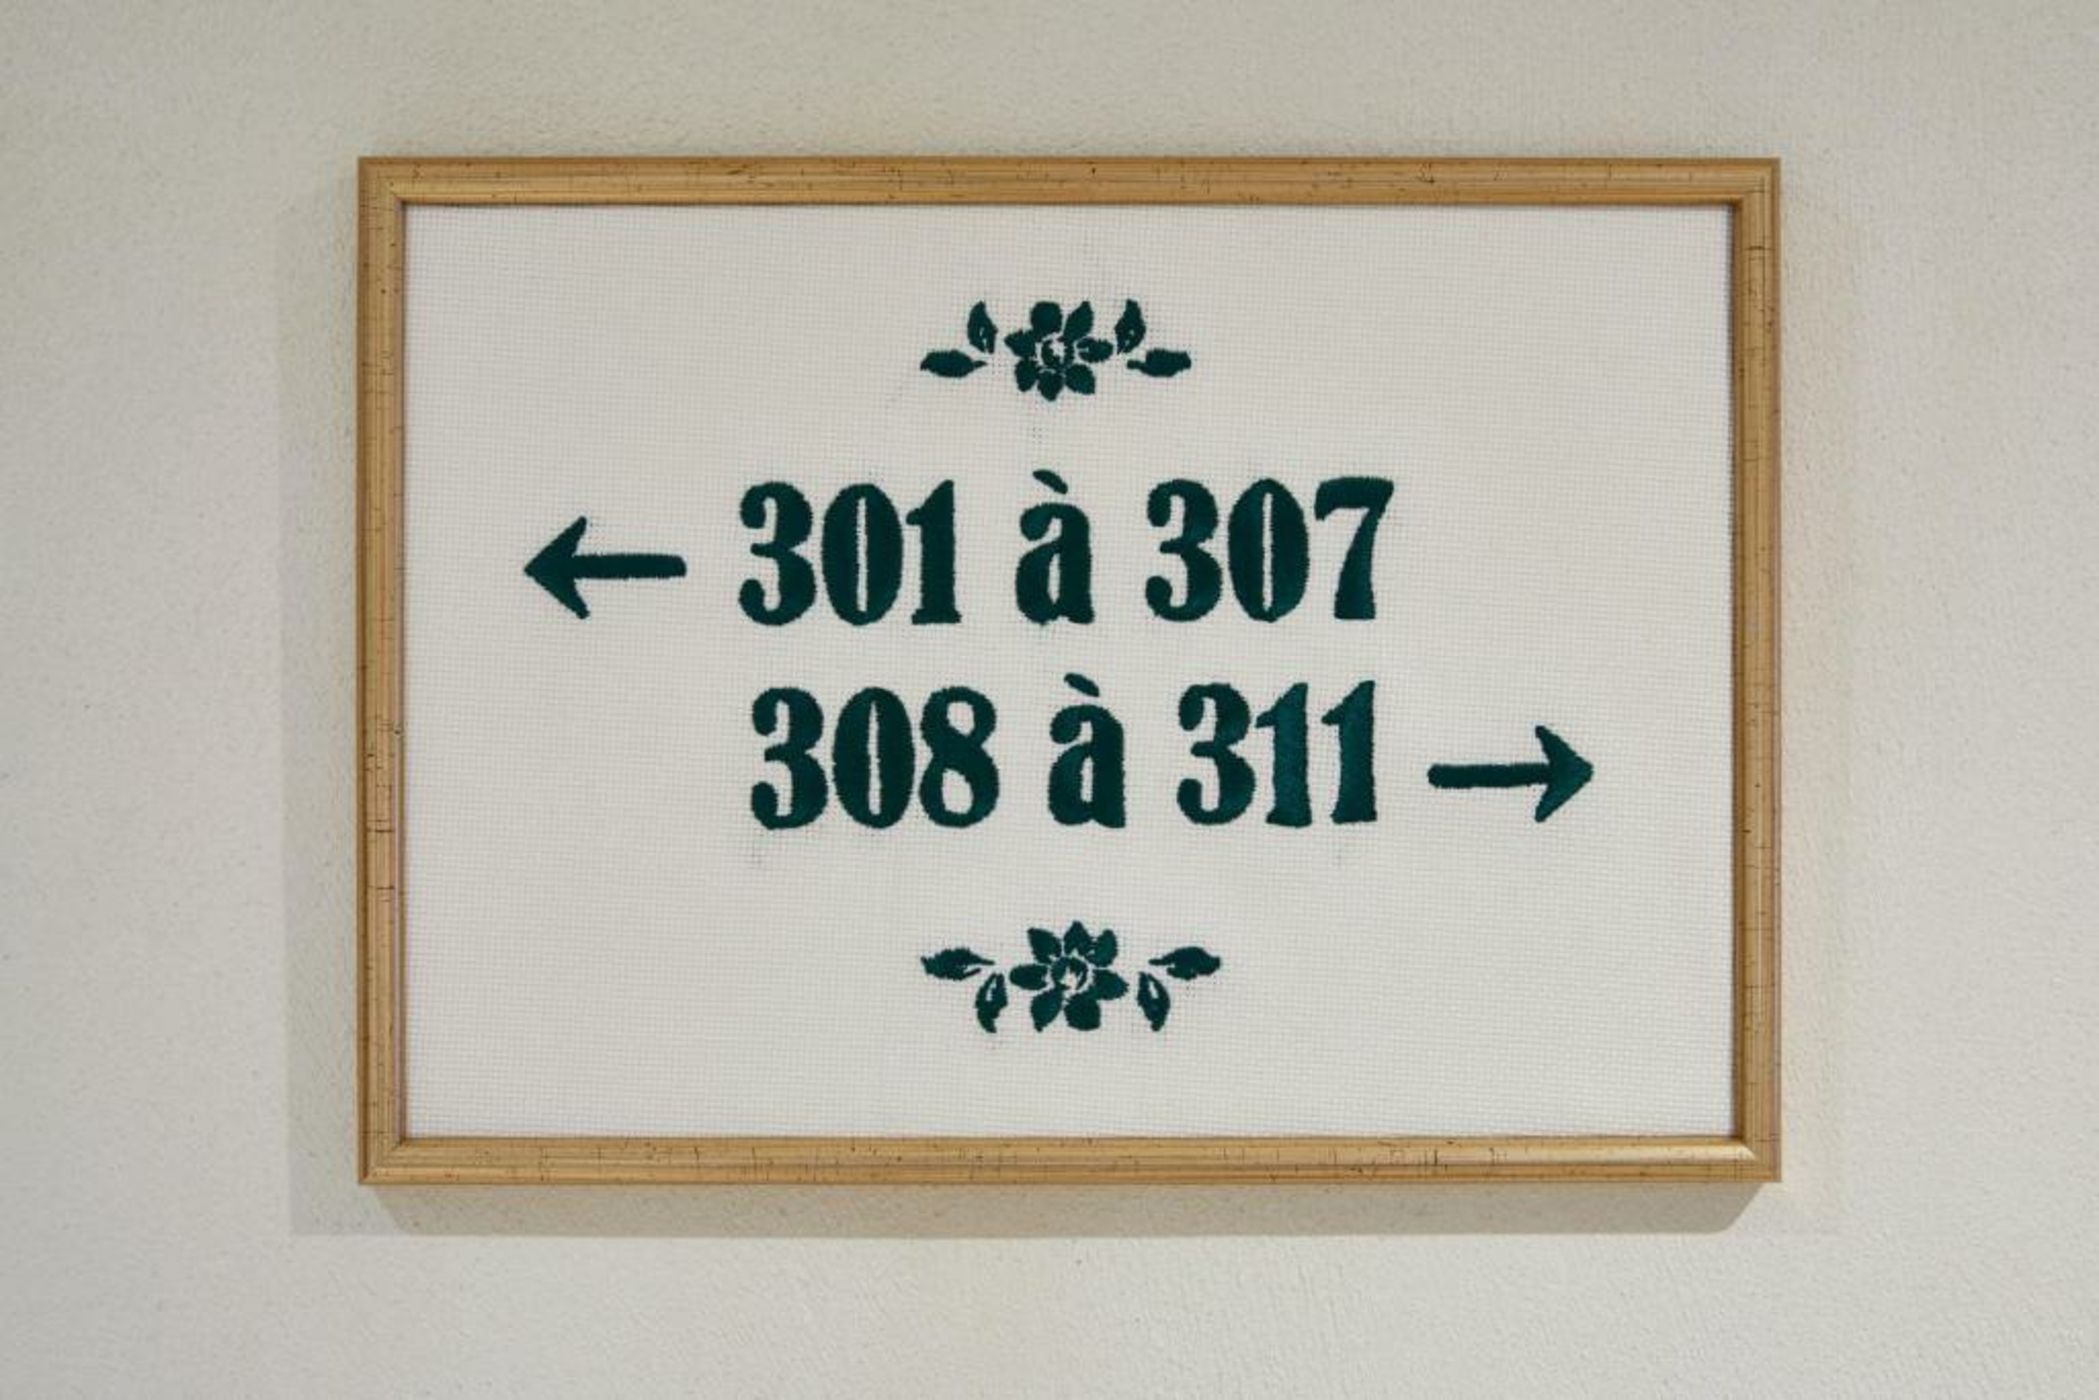 ← 301 à 307
308 à 311 →